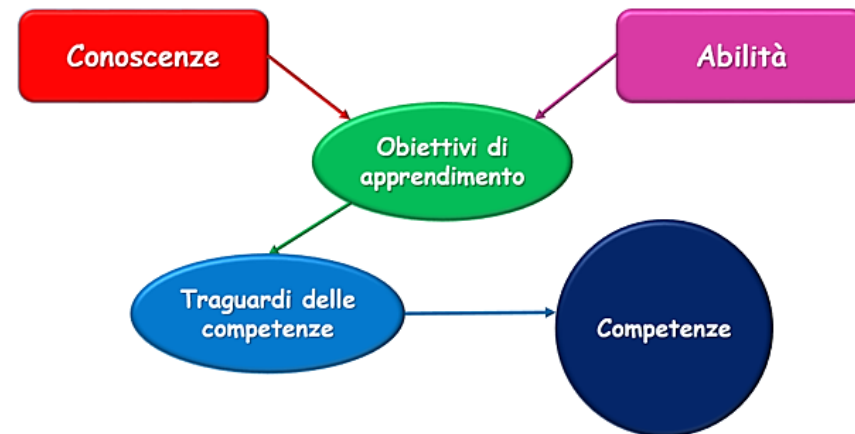 Conoscenze
Abilità
Obiettivi di
apprendimento
Traguardi delle
competenze
Competenze